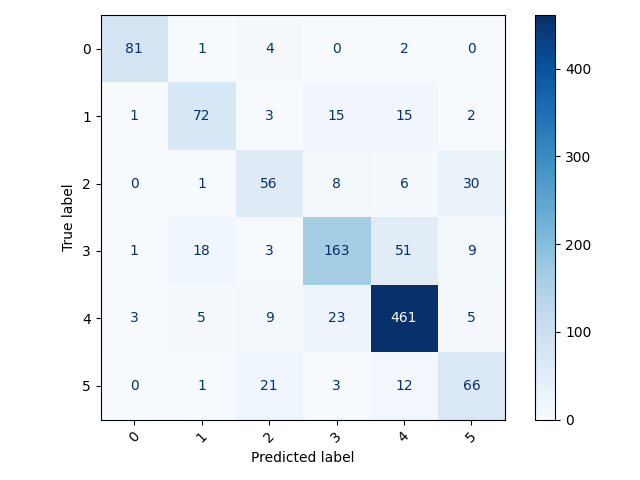 0 81 1 4 0 2 0
1 1 72 3 15 15 2
2 0 1 56 8 6 30
3 1 18 3 163 51 9
4 3 5 9 23 461 5
5 0 1 21 3 12 66
0 1 2 3 4 5
Predicted label
True label
400
300
200
100
0